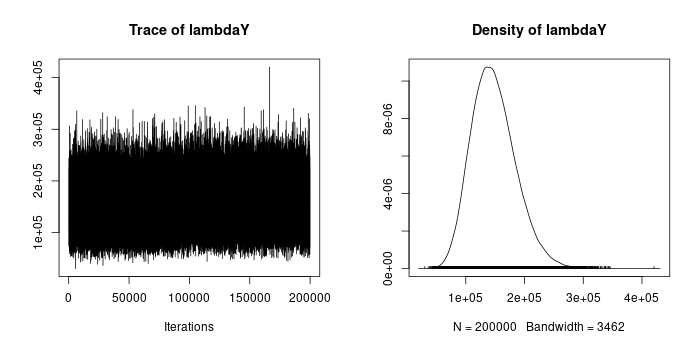 Trace of lambdaY
4e+05
3e+05
2e+05
1e+05
0
50000
100000
150000
200000
Iterations
Density of lambdaY
8e-06
4e-06
0e+00
1e+05
2e+05
3e+05
4e+05
N = 200000 Bandwidth = 3462